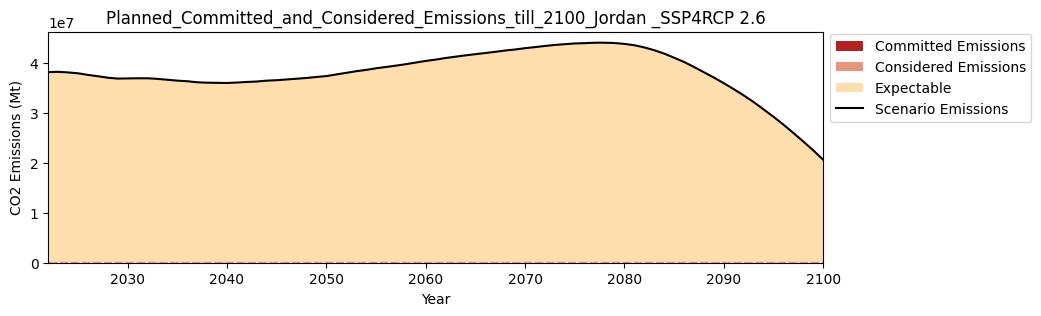 Planned_Committed_and_Considered_Emissions_till_2100_Jordan _SSP4RCP 2.6
1e7
Committed Emissions
Considered Emissions
Expectable
Scenario Emissions
CO2 Emissions (Mt)
4
3
2
1
0
2030 2040 2050 2060 2070 2080 2090 2100
Year